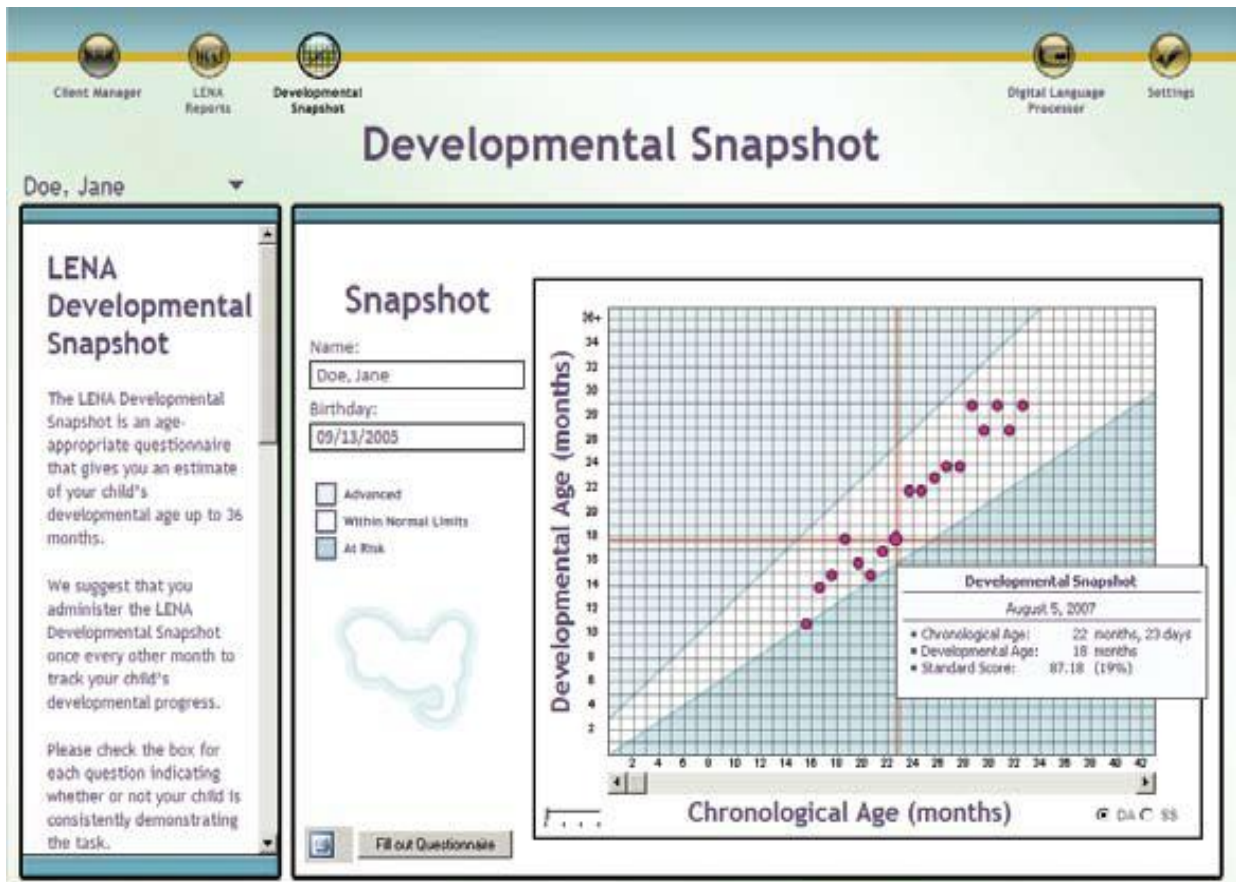 Client Manager
LENA
Reports
Developmental
Snapshot
Digital Language
Processor
Settings
Developmental Snapshot
Doe, Jane
LENA
Developmental
Snapshot
The LENA Developmental
Snapshot is an age-
appropriate questionnaire
that gives you an estimate
of your child's
developmental age up to 36
months.
We suggest that you
administer the LENA
Developmental Snapshot
once every other month to
track your child's
developmental progress.
Please check the box for
each question indicating
whether or not your child is
consistently demonstrating
the task.
Snapshot
Name:
Doe, Jane
Birthday:
09/13/2005
Advanced
Within Normal Limits
At Risk
Fill out Questionnaire
Developmental Age (months)
36+
34
32
30
28
26
24
22
20
18
16
14
12
10
8
6
4
2
Developmental Snapshot
August 5, 2007
Chronological Age: 22 months, 23 days
Developmental Age: 18 months
Standard Score: 87.18 (19%)
2 4 6 8 10 12 14 16 18 20 22 24 26 28 30 32 34 36 38 40 42
Chronological Age (months)
DA SS